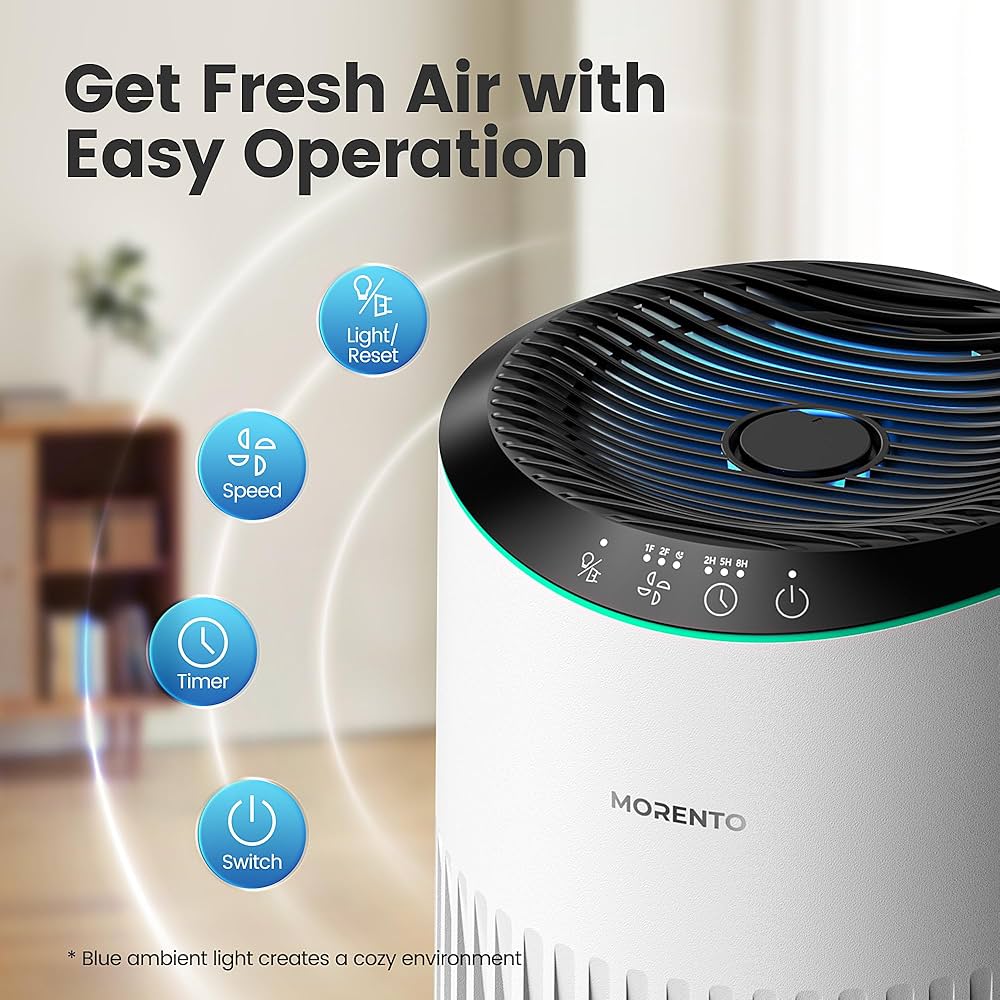 Get Fresh Air with
Easy Operation
Light/
Reset
Speed
Timer
Switch
1F 2F
2H 5H 8H
MORENTO
* Blue ambient light creates a cozy environment